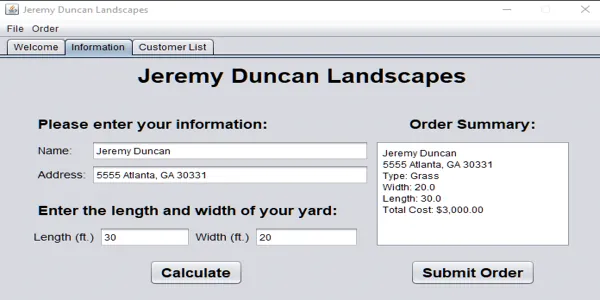 Jeremy Duncan Landscapes
File Order
Welcome Information Customer List
Jeremy Duncan Landscapes
Please enter your information:
Name: Jeremy Duncan
Address: 5555 Atlanta, GA 30331
Enter the length and width of your yard:
Length (ft.) 30 Width (ft.) 20
Calculate
Order Summary:
Jeremy Duncan
5555 Atlanta, GA 30331
Type: Grass
Width: 20.0
Length: 30.0
Total Cost: $3,000.00
Submit Order